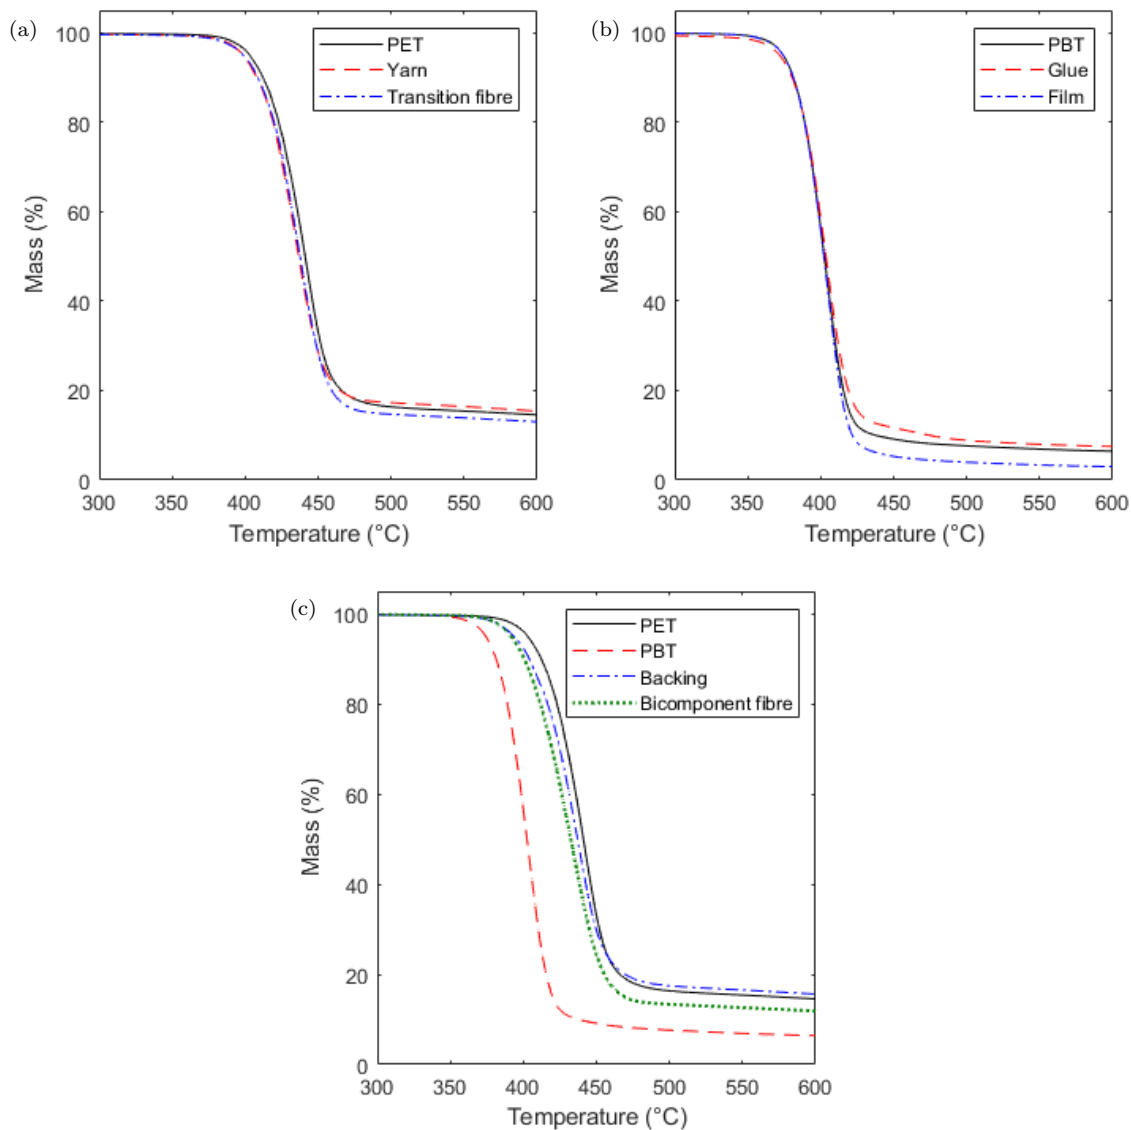 (a)
100
80
60
40
20
0
Mass (%)
PET
Yarn
Transition fibre
300 350 400 450 500 550 600
Temperature (°C)
(b)
100
80
60
40
20
0
Mass (%)
PBT
Glue
Film
300 350 400 450 500 550 600
Temperature (°C)
(c)
100
80
60
40
20
0
Mass (%)
PET
PBT
Backing
Bicomponent fibre
300 350 400 450 500 550 600
Temperature (°C)